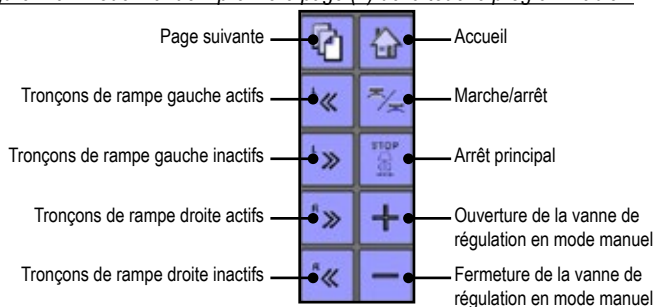 Page suivante
Accueil
Tronçons de rampe gauche actifs
L
Marche/arrêt
Tronçons de rampe gauche inactifs
L
STOP
Arrêt principal
Tronçons de rampe droite actifs
R
Ouverture de la vanne de
régulation en mode manuel
Tronçons de rampe droite inactifs
R
Fermeture de la vanne de
régulation en mode manuel